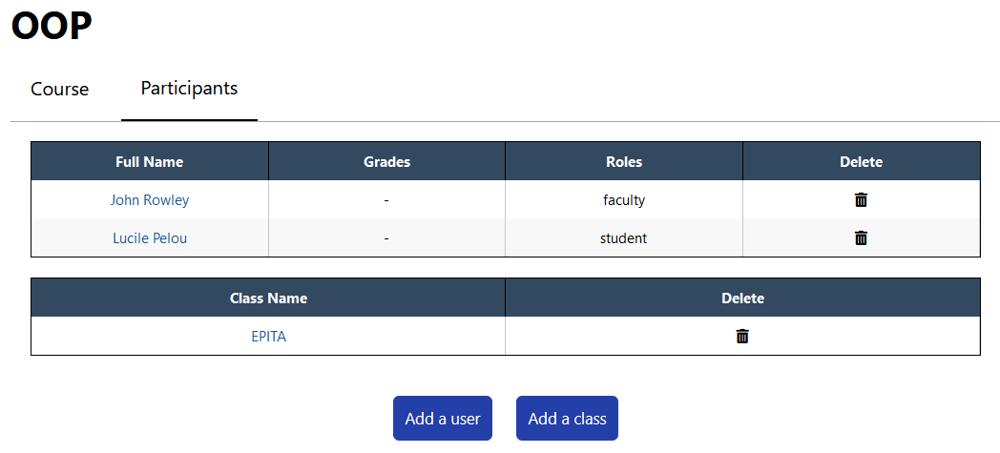 OOP
Course Participants
Full Name Grades Roles Delete
John Rowley - faculty
Lucile Pelou - student
Class Name Delete
EPITA
Add a user Add a class